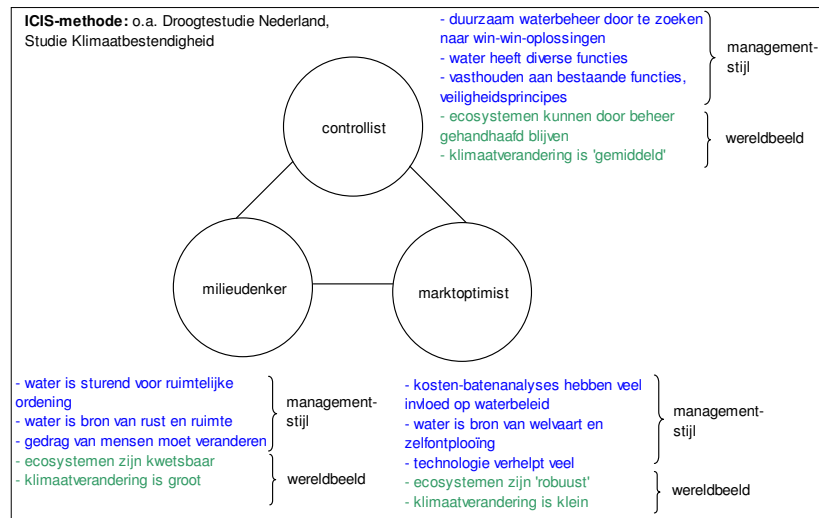 ICIS-methode: o.a. Droogtestudie Nederland,
Studie Klimaatbestendigheid
- duurzaam waterbeheer door te zoeken
naar win-win-oplossingen
- water heeft diverse functies
- vasthouden aan bestaande functies,
veiligheidsprincipes
management-
stijl
- ecosystemen kunnen door beheer
gehandhaafd blijven
- klimaatverandering is 'gemiddeld'
wereldbeeld
controllist
milieudenker
marktoptimist
- water is sturend voor ruimtelijke
ordening
- water is bron van rust en ruimte
- gedrag van mensen moet veranderen
management-
stijl
- ecosystemen zijn kwetsbaar
- klimaatverandering is groot
wereldbeeld
- kosten-batenanalyses hebben veel
invloed op waterbeleid
- water is bron van welvaart en
zelfontplooïng
- technologie verhelpt veel
management-
stijl
- ecosystemen zijn 'robuust'
- klimaatverandering is klein
wereldbeeld